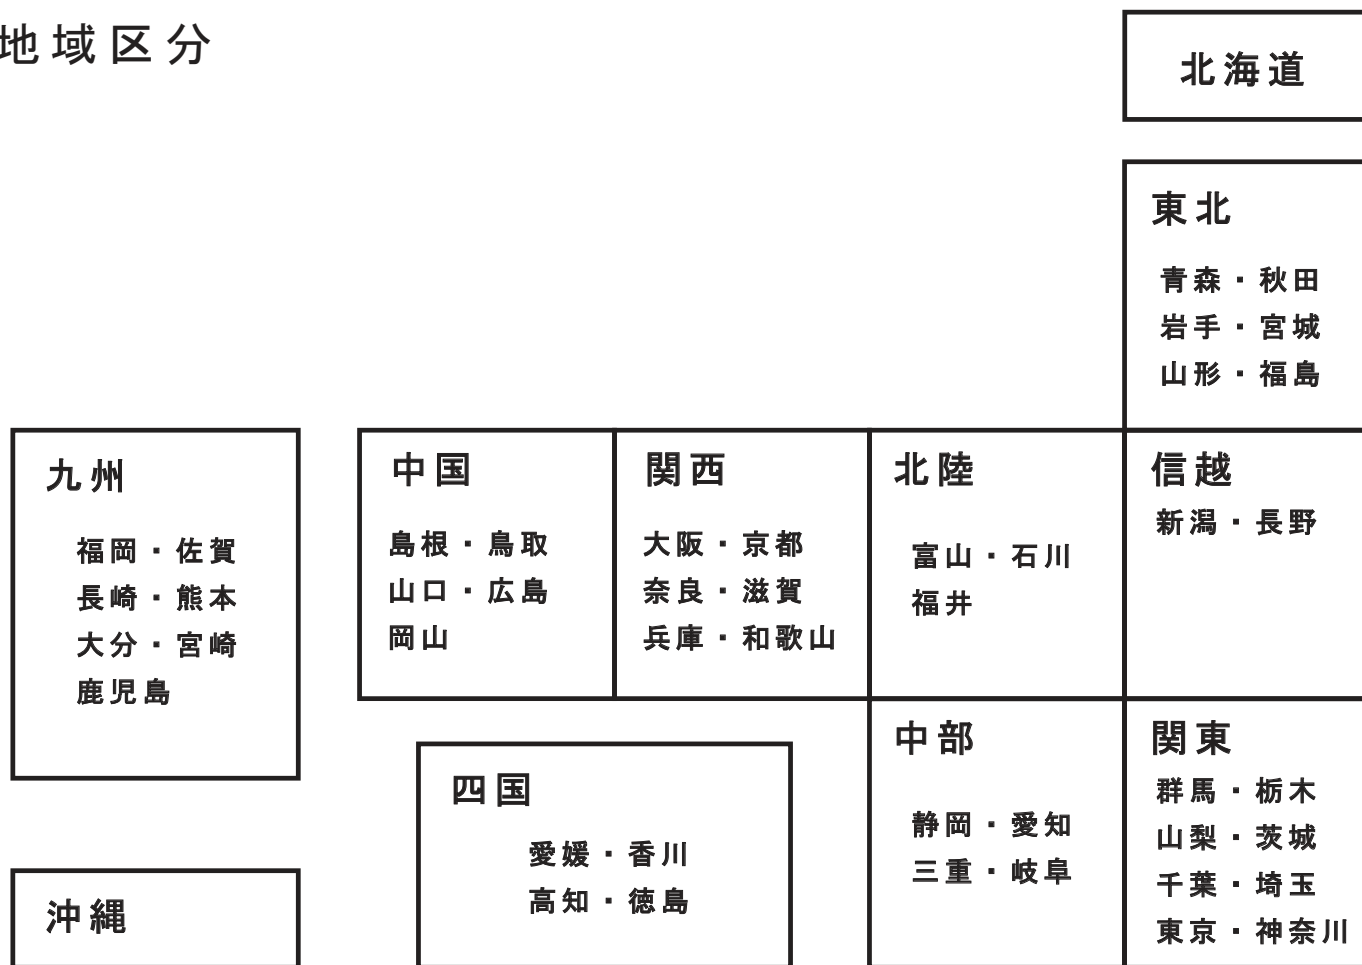 地域区分
北海道
東北
青森・秋田
岩手・宮城
山形・福島
九州
福岡・佐賀
長崎・熊本
大分・宮崎
鹿児島
中国
島根・鳥取
山口・広島
岡山
関西
大阪・京都
奈良・滋賀
兵庫・和歌山
北陸
富山・石川
福井
信越
新潟・長野
中部
静岡・愛知
三重・岐阜
関東
群馬・栃木
山梨・茨城
千葉・埼玉
東京・神奈川
四国
愛媛・香川
高知・徳島
沖縄